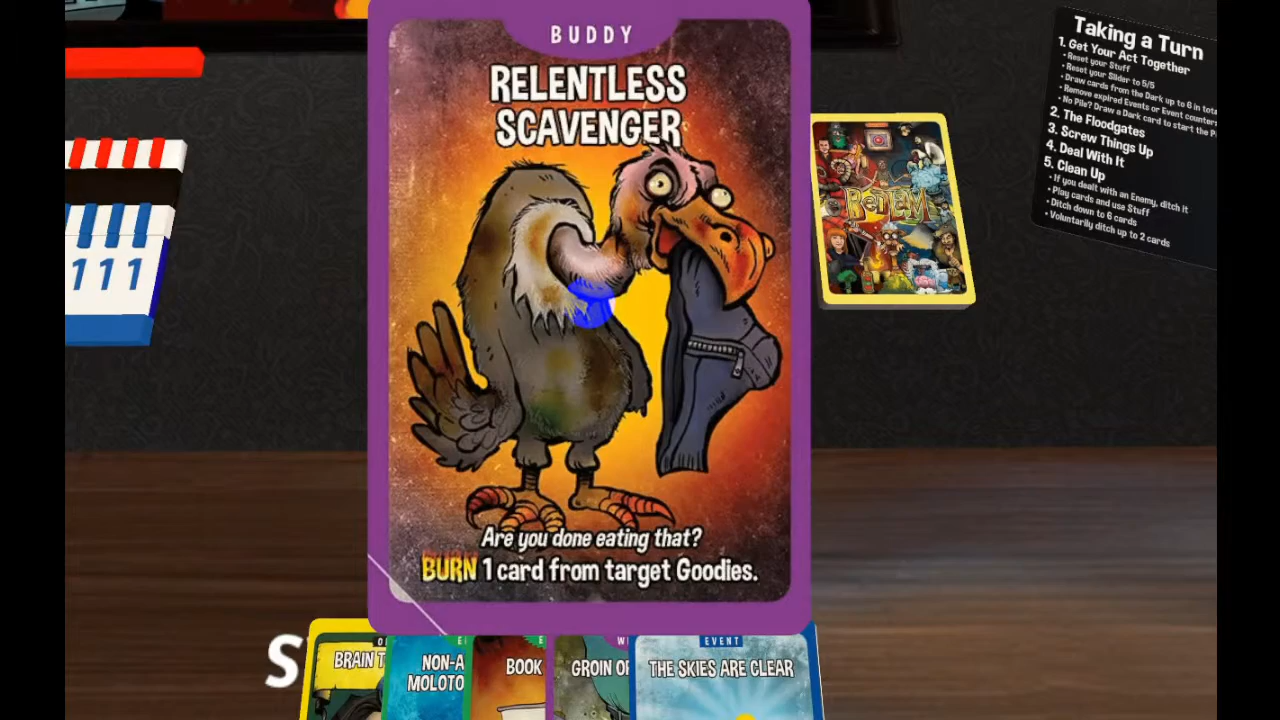 BUDDY
RELENTLESS
SCAVENGER
Are you done eating that?
BURN 1 card from target Goodies.
Taking a Turn
1. Get Your Act Together
• Reset your Stuff
• Reset your Slider to 5/5
• Draw cards from the Dark up to 6 in
• Remove expired Events or Event counters
• No Pile? Draw a Dark card to start the
2. The Floodgates
3. Screw Things Up
4. Deal With It
5. Clean Up
• If you dealt with an Enemy, ditch it
• Play cards and use Stuff
• Ditch down to 6 cards
• Voluntarily ditch up to 2 cards
111
S
BRAIN T
NON-A
MOLOTO
BOOK
GROIN
EVENT
THE SKIES ARE CLEAR